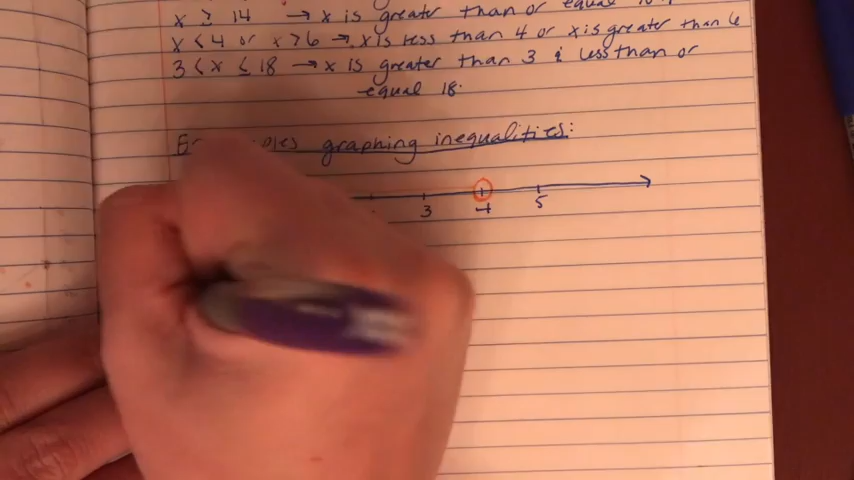 x ≥ 14 → x is greater than or equal
x < 4 or x > 6 → x is less than 4 or x is greater than 6
3 < x ≤ 18 → x is greater than 3 & less than or
equal 18.
graphing inequalities:
3 4 5